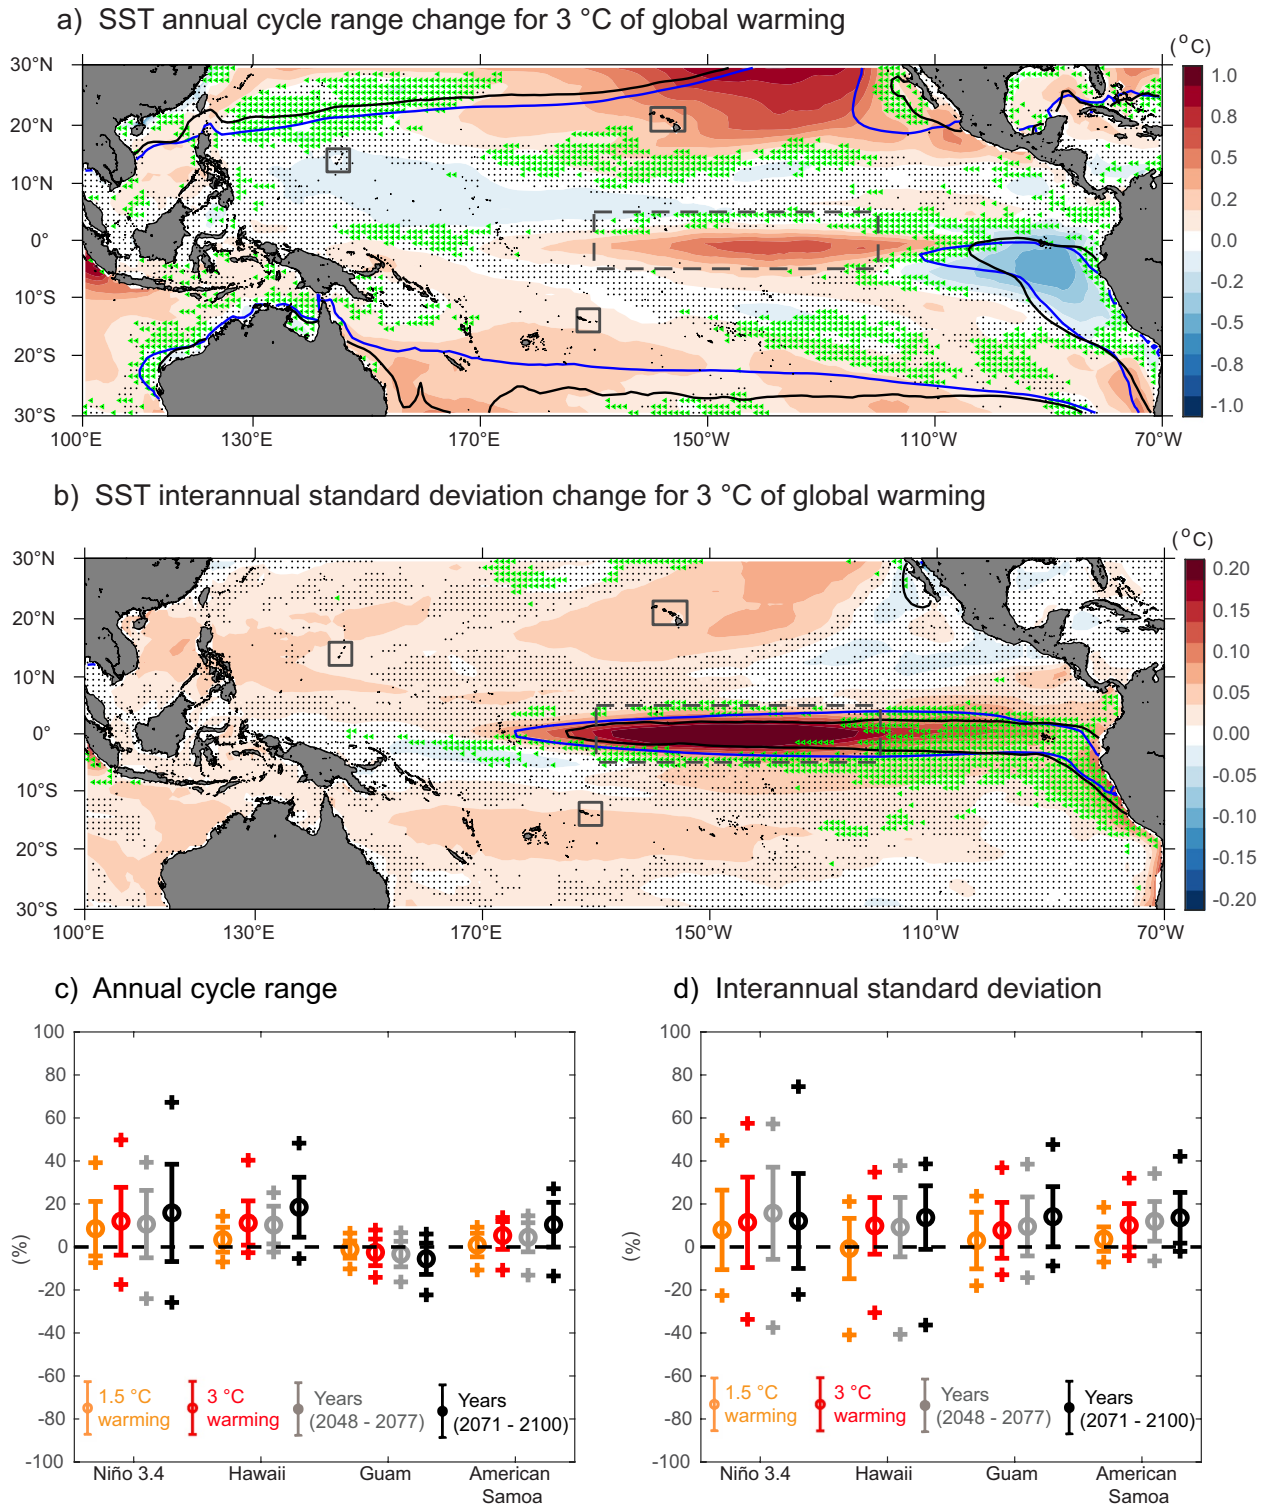 a) SST annual cycle range change for 3 °C of global warming
(°C)
30°N
20°N
10°N
0°
10°S
20°S
30°S
100°E 130°E 170°E 150°W 110°W 70°W
1.0
0.8
0.5
0.2
0.0
-0.2
-0.5
-0.8
-1.0
b) SST interannual standard deviation change for 3 °C of global warming
(°C)
30°N
20°N
10°N
0°
10°S
20°S
30°S
100°E 130°E 170°E 150°W 110°W 70°W
0.20
0.15
0.10
0.05
0.00
-0.05
-0.10
-0.15
-0.20
c) Annual cycle range
100
80
60
40
20
0
-20
-40
-60
-80
-100
(%)
1.5 °C
warming
3 °C
warming
Years
(2048 - 2077)
Years
(2071 - 2100)
Niño 3.4 Hawaii Guam American
Samoa
d) Interannual standard deviation
100
80
60
40
20
0
-20
-40
-60
-80
-100
(%)
1.5 °C
warming
3 °C
warming
Years
(2048 - 2077)
Years
(2071 - 2100)
Niño 3.4 Hawaii Guam American
Samoa